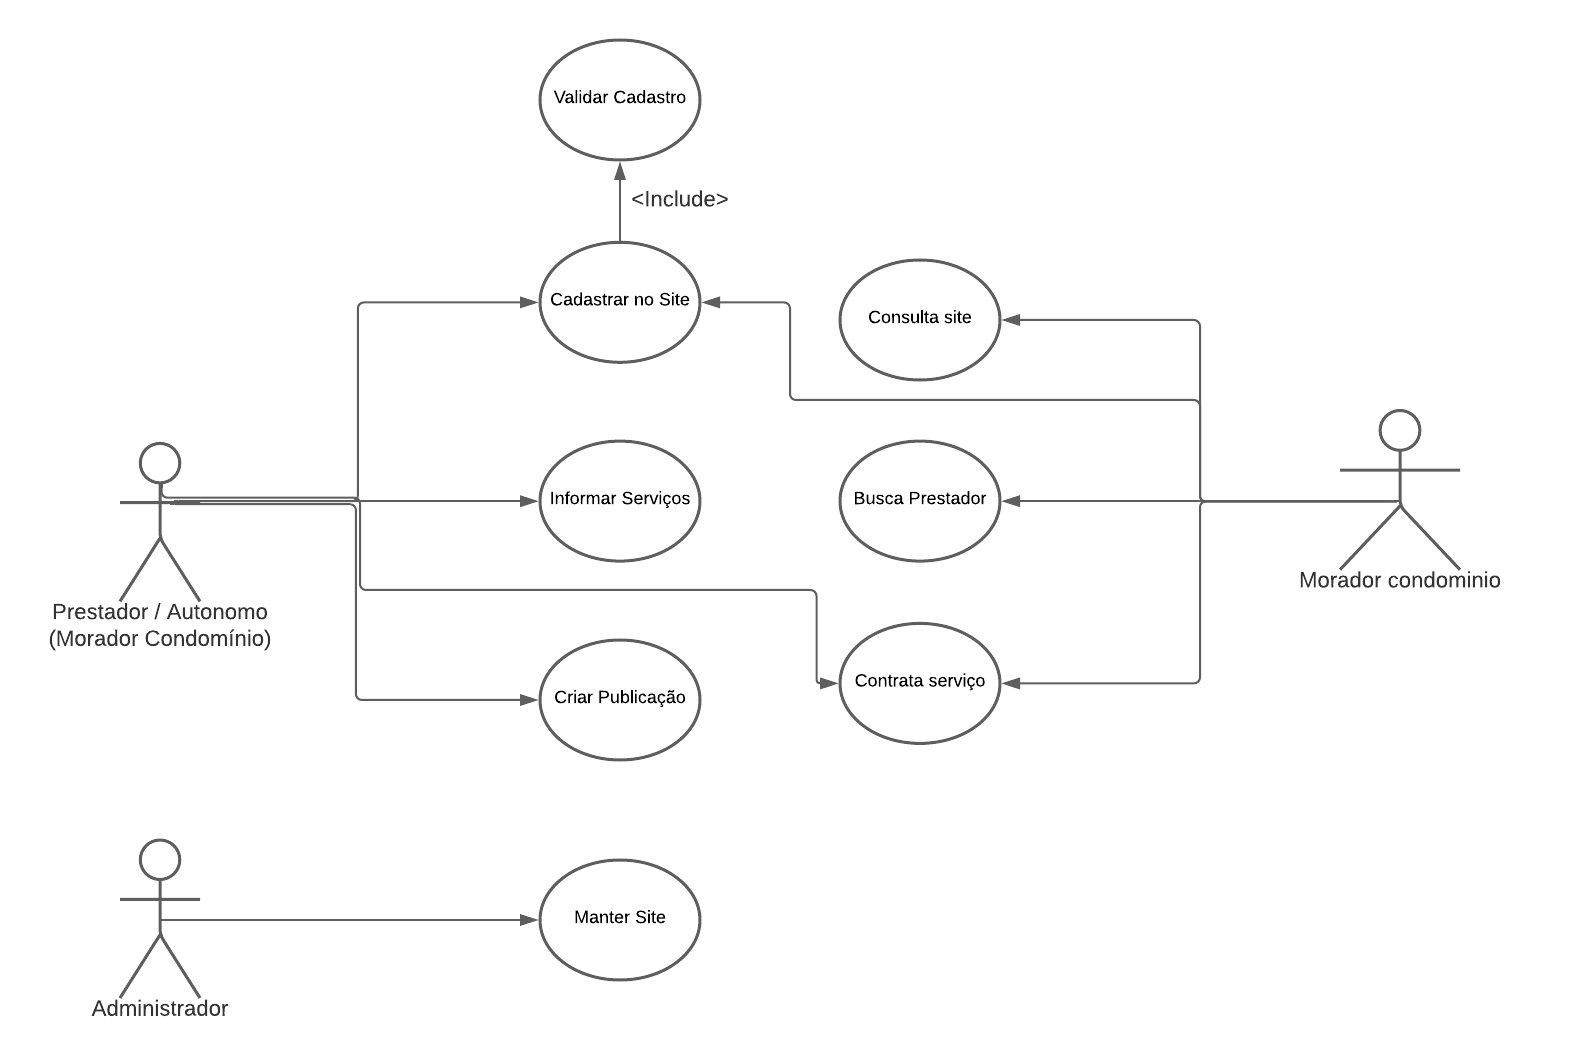 Validar Cadastro
<Include>
Cadastrar no Site
Consulta site
Informar Serviços
Busca Prestador
Morador condominio
Prestador / Autonomo
(Morador Condomínio)
Contrata serviço
Criar Publicação
Manter Site
Administrador